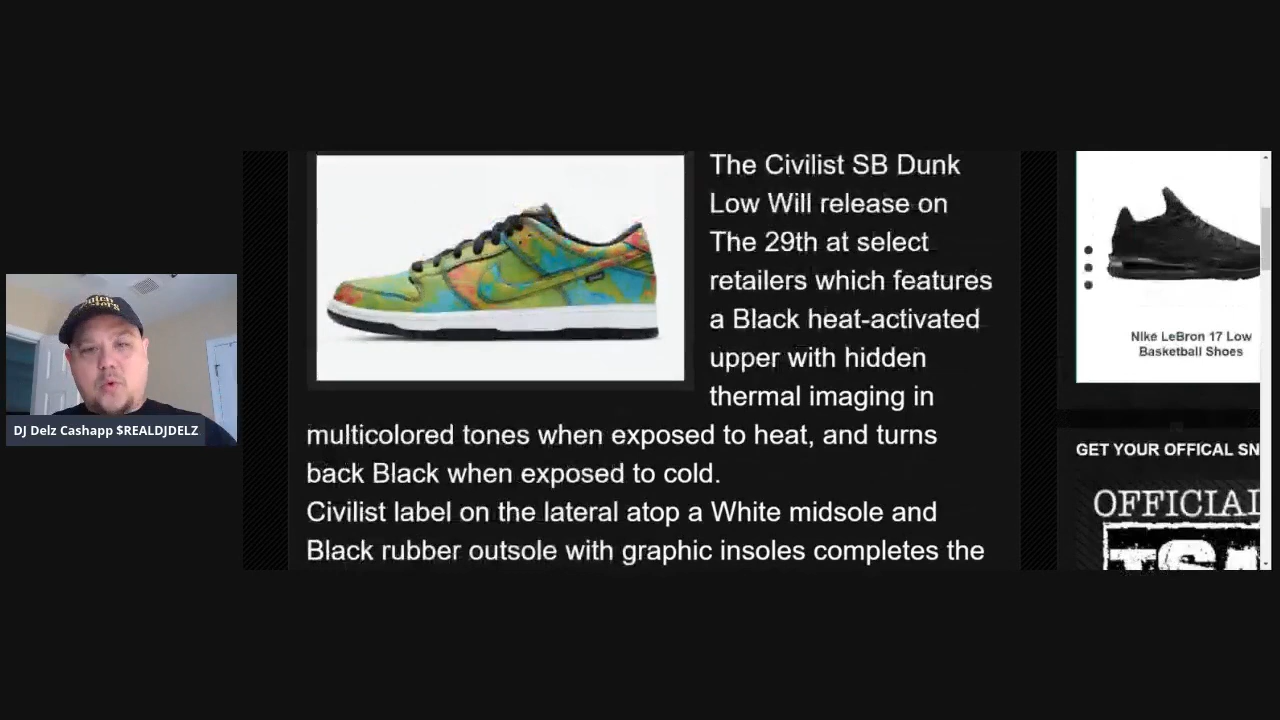 The Civilist SB Dunk
Low Will release on
The 29th at select
retailers which features
a Black heat-activated
upper with hidden
thermal imaging in
multicolored tones when exposed to heat, and turns
back Black when exposed to cold.
Civilist label on the lateral atop a White midsole and
Black rubber outsole with graphic insoles completes the
DJ Delz Cashapp $REALDJDELZ
Nike LeBron 17 Low
Basketball Shoes
GET YOUR OFFICAL SN
OFFICIAL